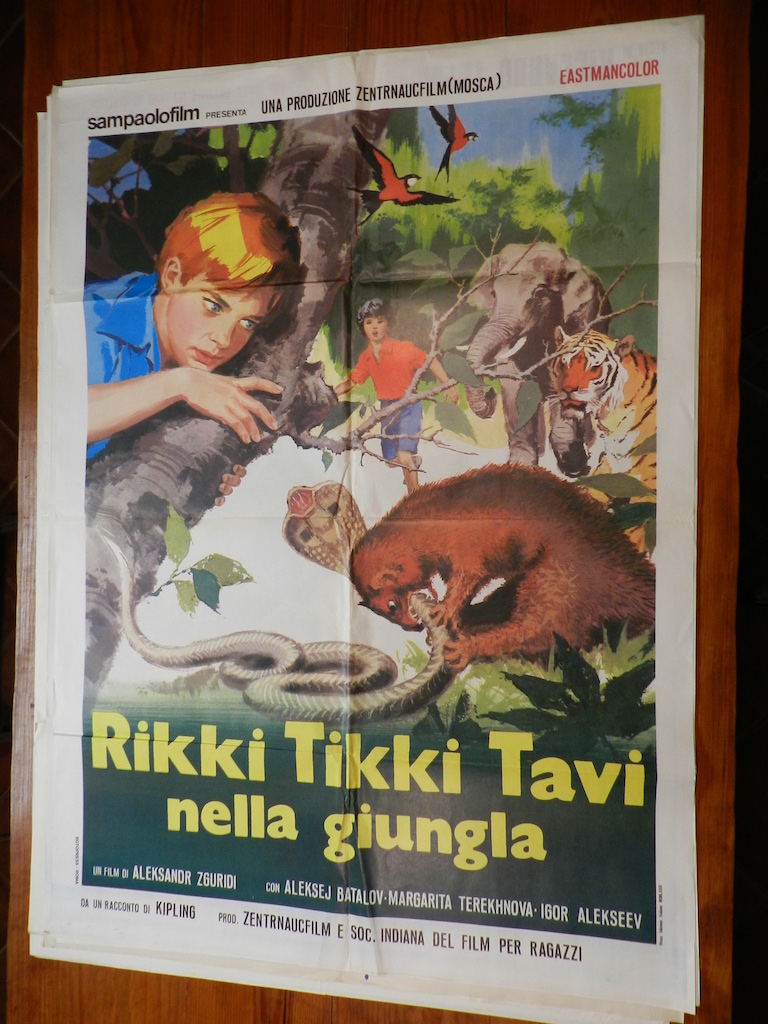 EASTMANCOLOR
sampaolofilm PRESENTA UNA PRODUZIONE ZENTRNAUCFILM (MOSCA)
Rikki Tikki Tavi
nella giungla
UN FILM DI ALEKSANDR ZGURIDI CON ALEKSEJ BATALOV·MARGARITA TEREKHNOVA·IGOR ALEKSEEV
DA UN RACCONTO DI KIPLING PROD. ZENTRNAUCFILM E SOC. INDIANA DEL FILM PER RAGAZZI